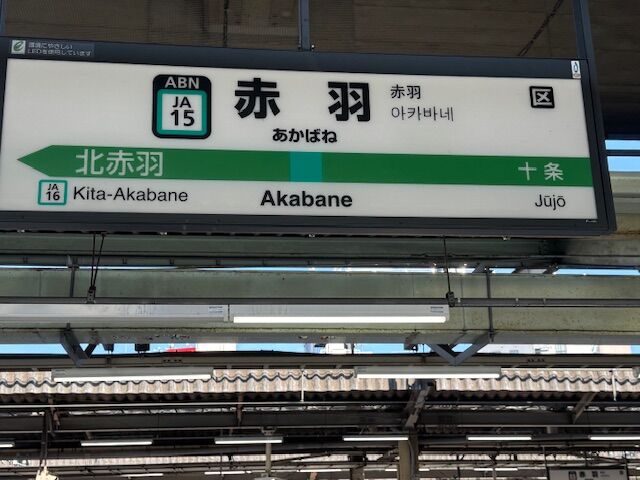 環境にやさしい
LEDを使用しています
ABN
JA
15
赤羽
あかばね
赤羽
아카바네
区
北赤羽
十条
JA
16
Kita-Akabane
Akabane
Jūjō
赤羽